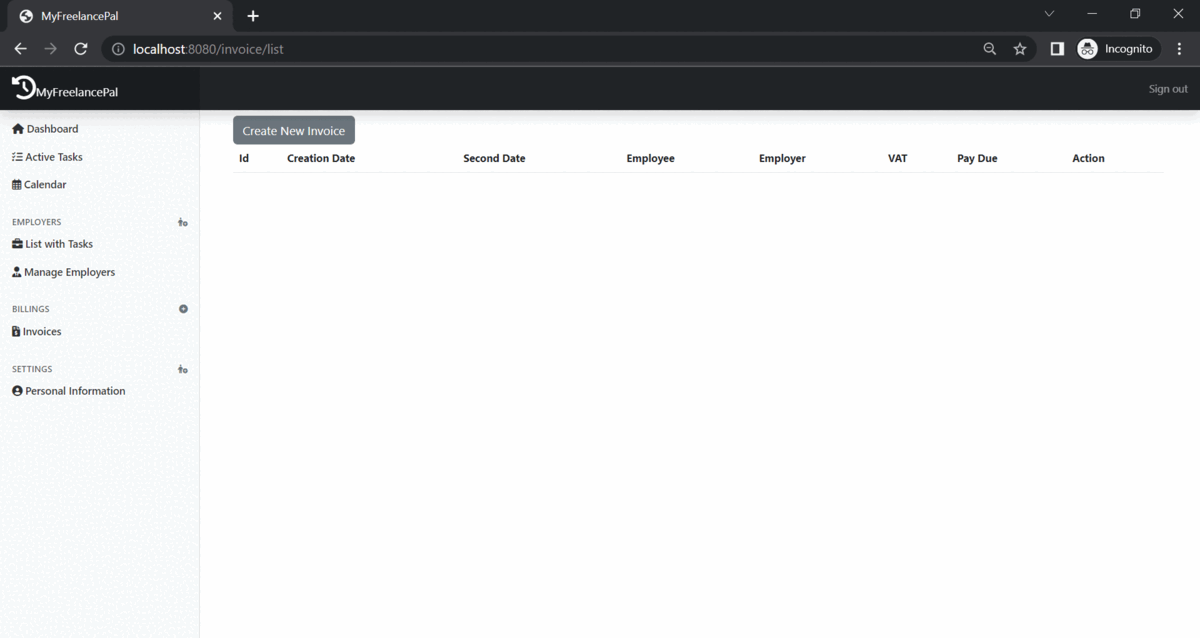 MyFreelancePal
localhost:8080/invoice/list
Incognito
MyFreelancePal
Sign out
Dashboard
Active Tasks
Calendar
EMPLOYERS
List with Tasks
Manage Employers
BILLINGS
Invoices
SETTINGS
Personal Information
Create New Invoice
Id Creation Date Second Date Employee Employer VAT Pay Due Action